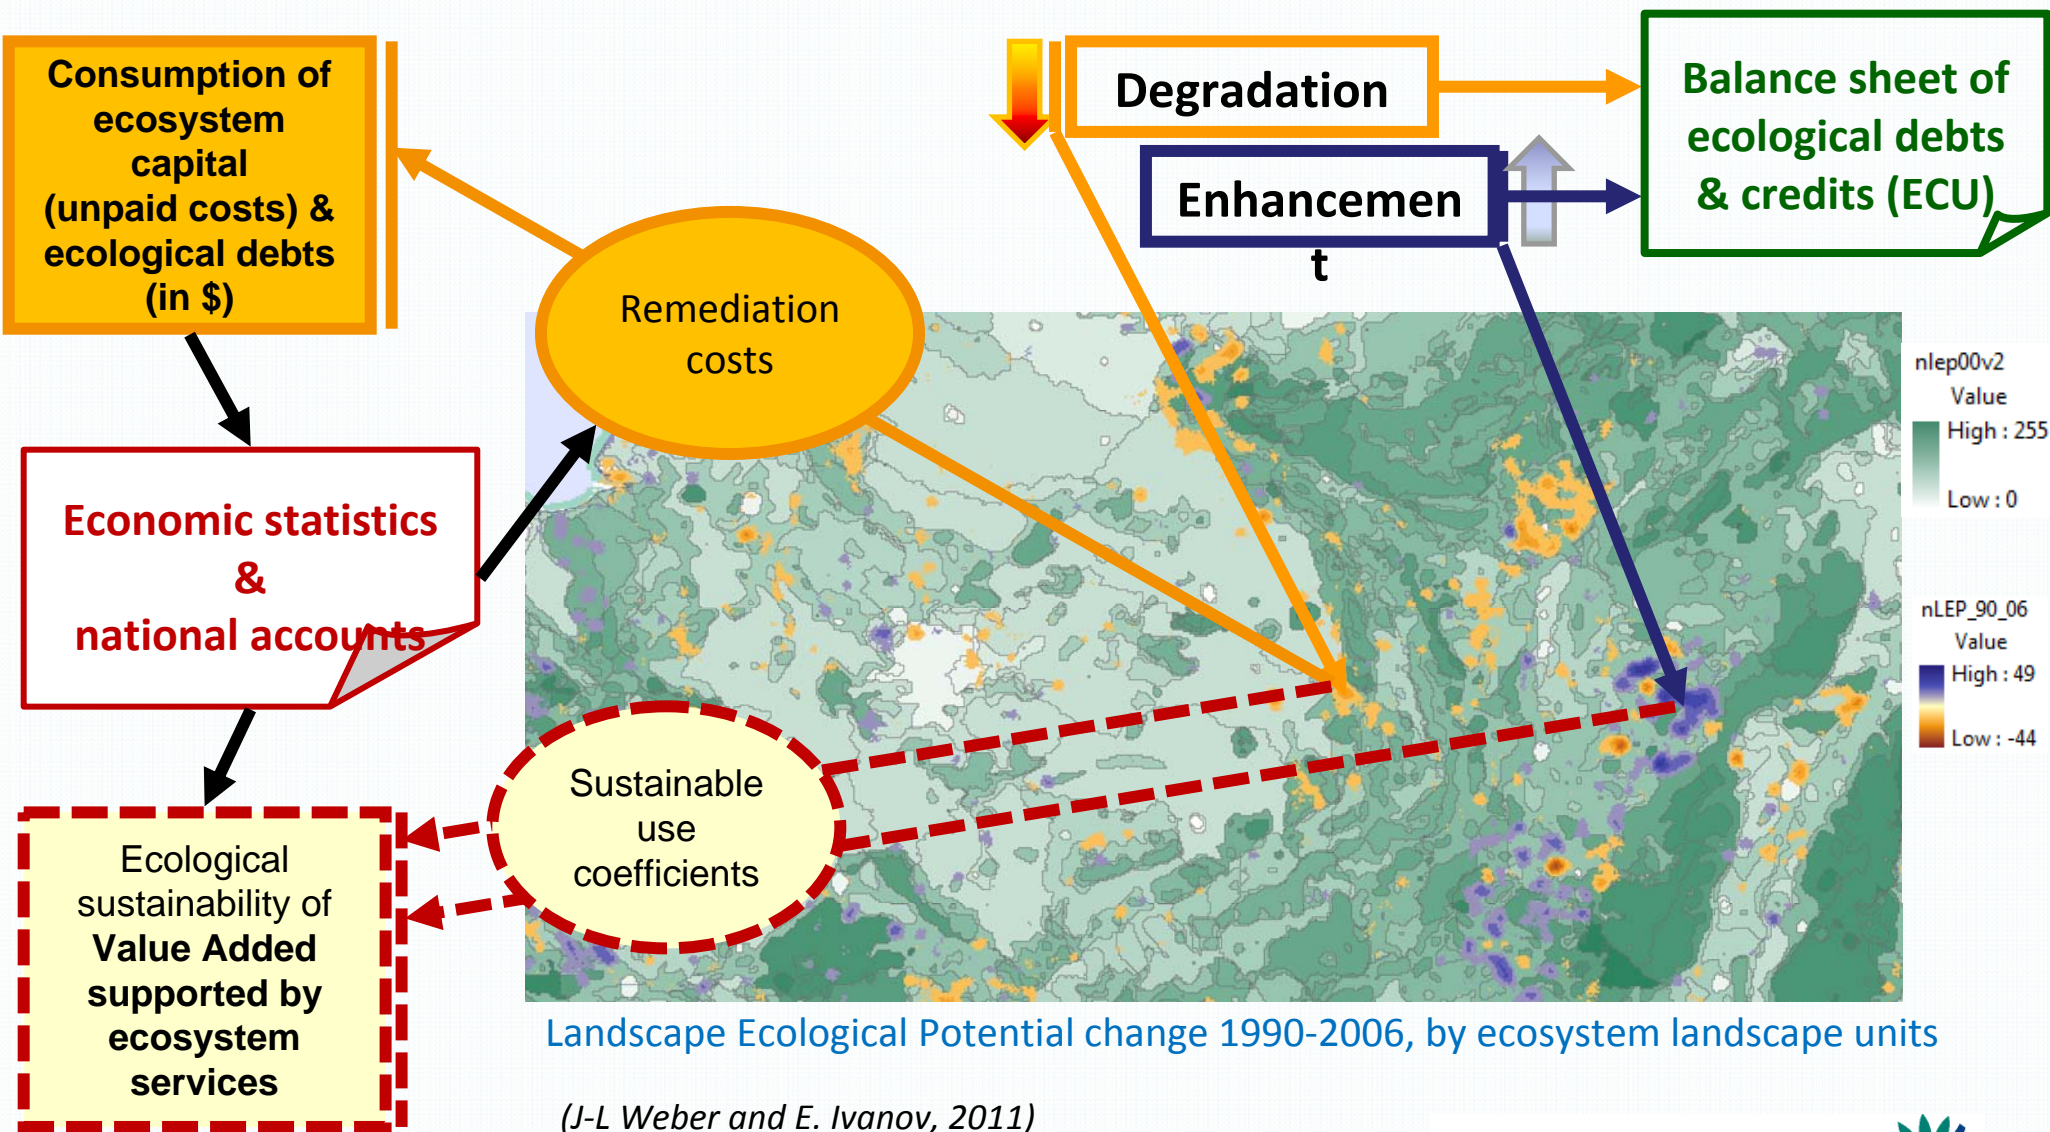 Consumption of
ecosystem
capital
(unpaid costs) &
ecological debts
(in $)
Degradation
Enhancemen
t
Balance sheet of
ecological debts
& credits (ECU)
Remediation
costs
nlep00v2
Value
High : 255
Low : 0
Economic statistics
&
national accounts
nLEP_90_06
Value
High : 49
Low : -44
Sustainable
use
coefficients
Ecological
sustainability of
Value Added
supported by
ecosystem
services
Landscape Ecological Potential change 1990-2006, by ecosystem landscape units
(J-L Weber and E. Ivanov, 2011)